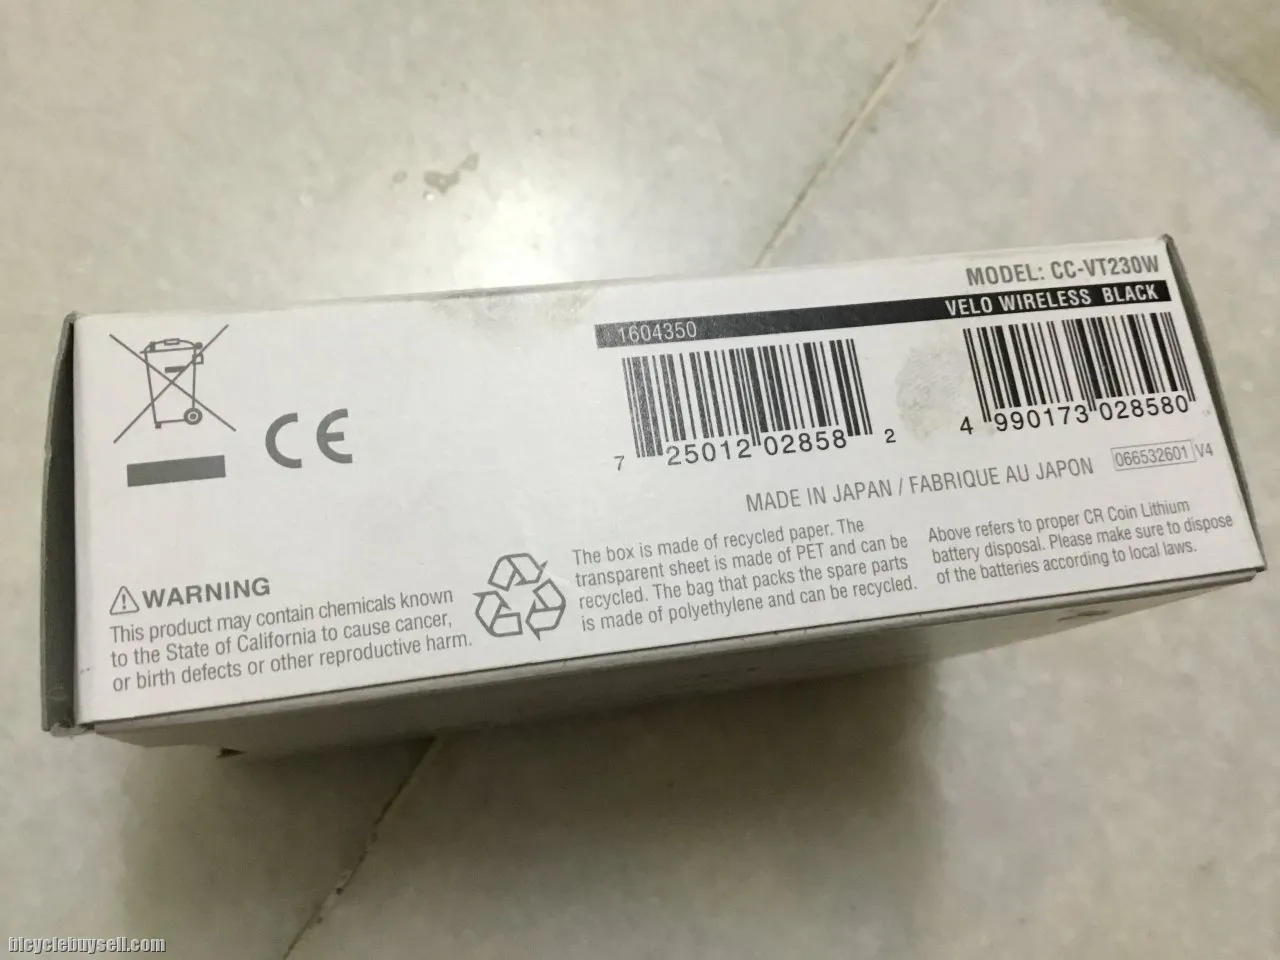 MODEL: CC-VT230W
1604350
VELO WIRELESS BLACK
7 25012 02858 2
4 990173 028580
066532601 V4
MADE IN JAPAN / FABRIQUE AU JAPON
CE
WARNING
This product may contain chemicals known
to the State of California to cause cancer,
or birth defects or other reproductive harm.
The box is made of recycled paper. The
transparent sheet is made of PET and can be
recycled. The bag that packs the spare parts
is made of polyethylene and can be recycled.
Above refers to proper CR Coin Lithium
battery disposal. Please make sure to dispose
of the batteries according to local laws.
bicyclebuysell.com